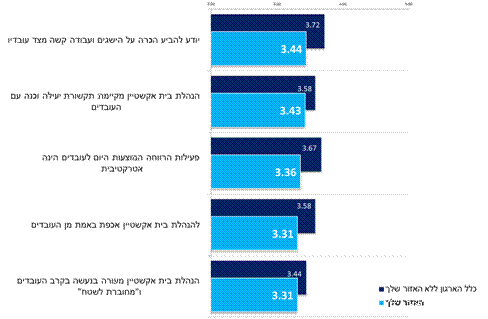 יודע להביע הכרה על הישגים ועבודה קשה מצד עובדיו
3.72
3.44
הנהלת בית אקשטיין מקיימת תקשורת יעילה וכנה עם
העובדים
3.58
3.43
פעילות הרווחה המוצעות היום לעובדים הינה
אטרקטיבית
3.67
3.36
להנהלת בית אקשטיין אכפת באמת מן העובדים
3.58
3.31
הנהלת בית אקשטיין מעורה בנעשה בקרב העובדים
ו"מחוברת לשטח"
3.44
3.31
כלל הארגון ללא האזור שלך
האזור שלך